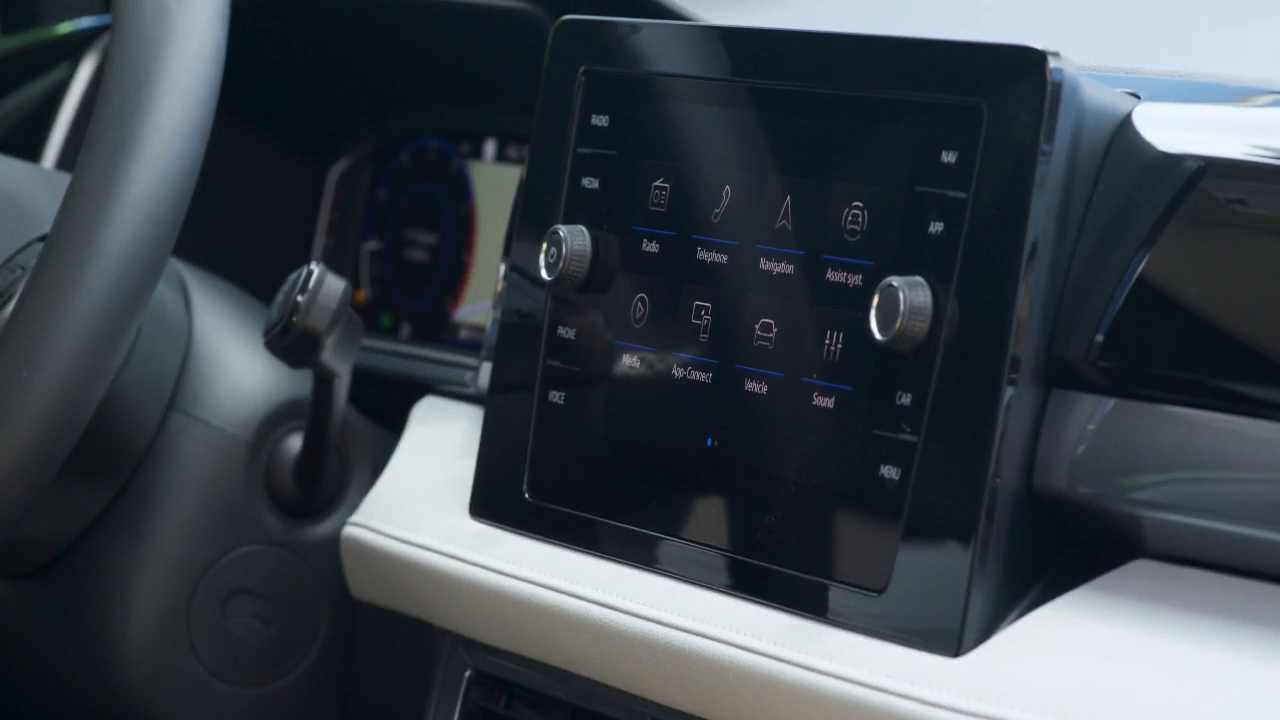 RADIO
MEDIA
PHONE
VOICE
Radio
Telephone
Navigation
Assist syst.
Media
App-Connect
Vehicle
Sound
NAV
APP
CAR
MENU